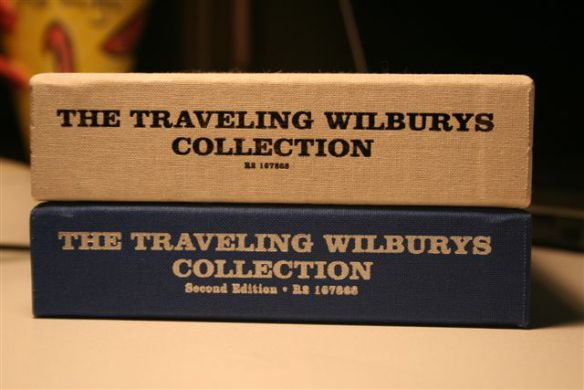 THE TRAVELING WILBURYS
COLLECTION
R2 167868
THE TRAVELING WILBURYS
COLLECTION
Second Edition • R2 167868